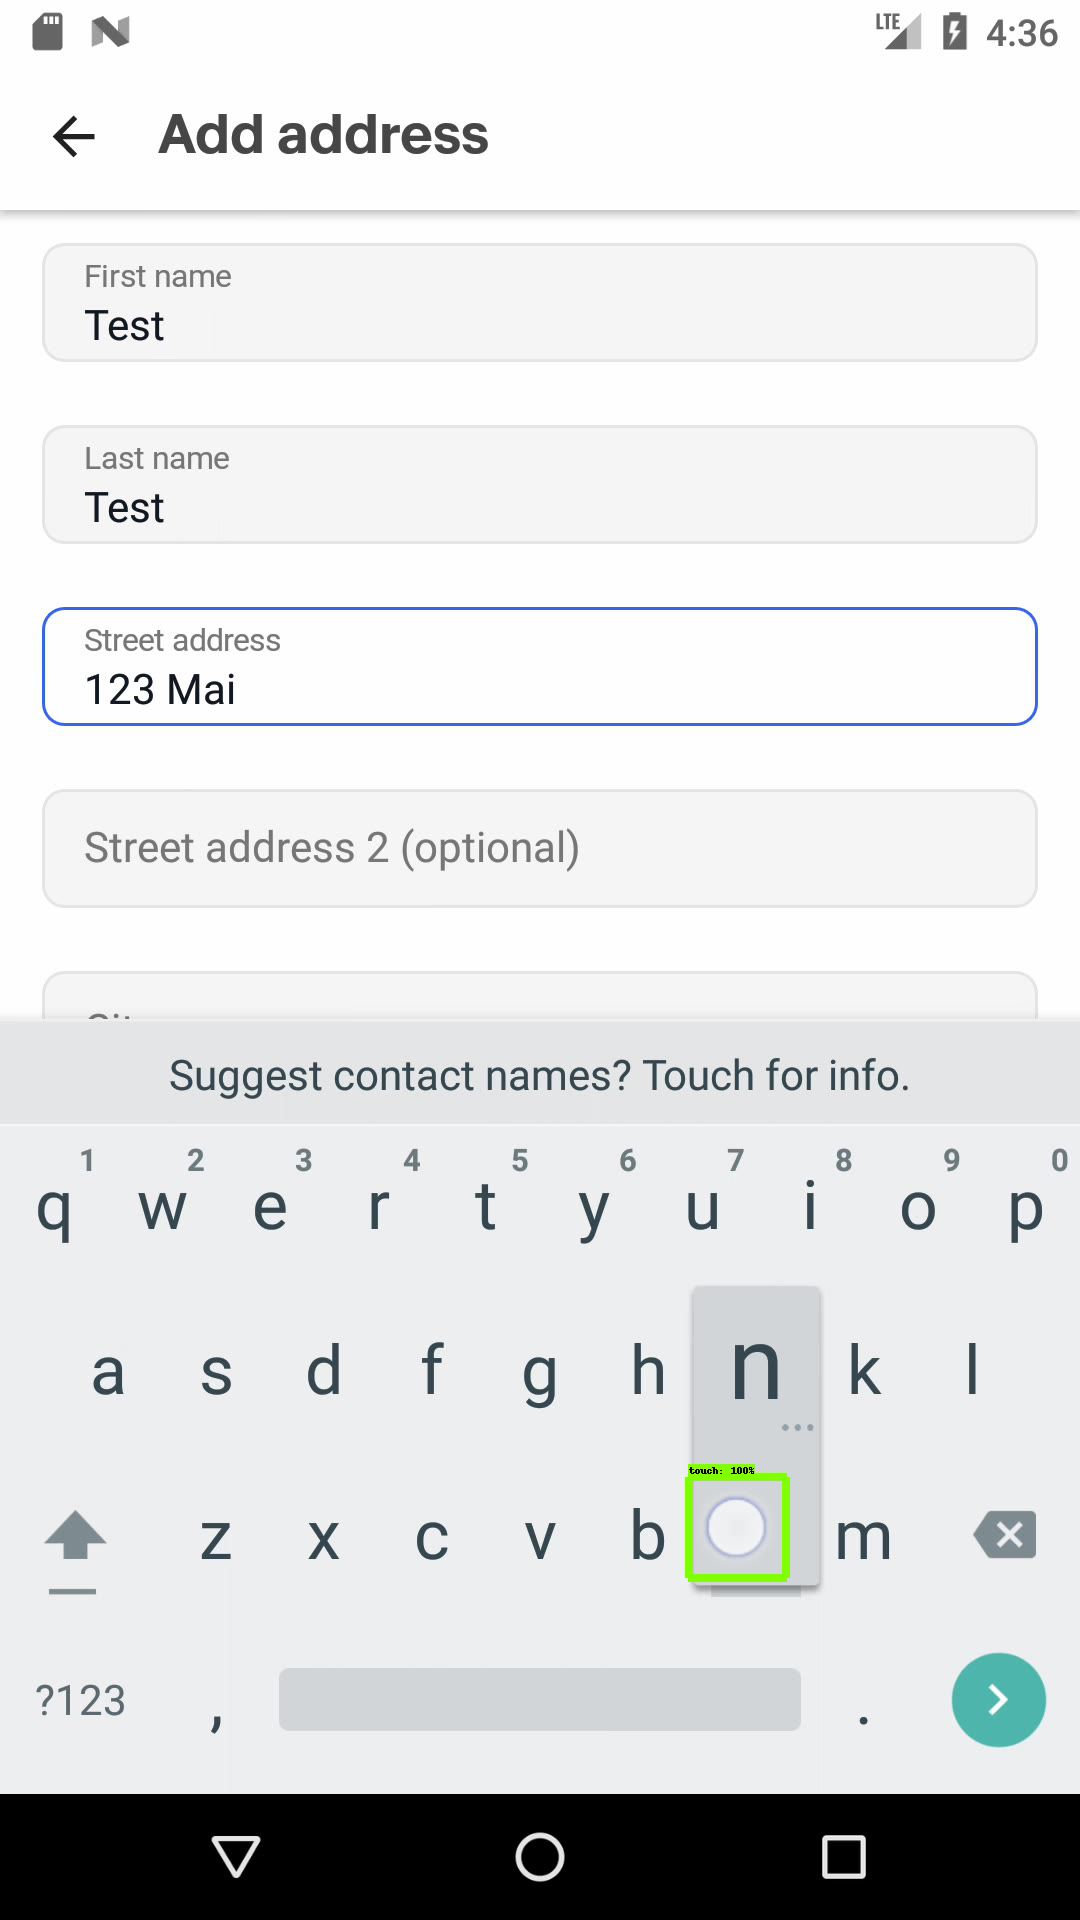 LTE 4:36
Add address
First name
Test
Last name
Test
Street address
123 Mai
Street address 2 (optional)
Suggest contact names? Touch for info.
1 2 3 4 5 6 7 8 9 0
q w e r t y u i o p
a s d f g h n k l
touch: 100%
z x c v b m
?123 , .